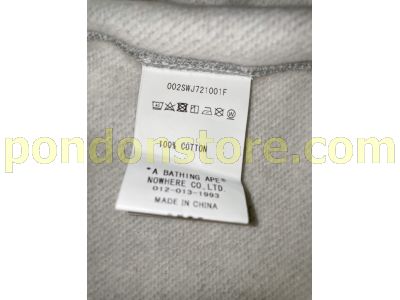 002SWJ721001F
100% COTTON
pondonstore.com
"A BATHING APE®
NOWHERE CO.,LTD.
012-013-1993
MADE IN CHINA